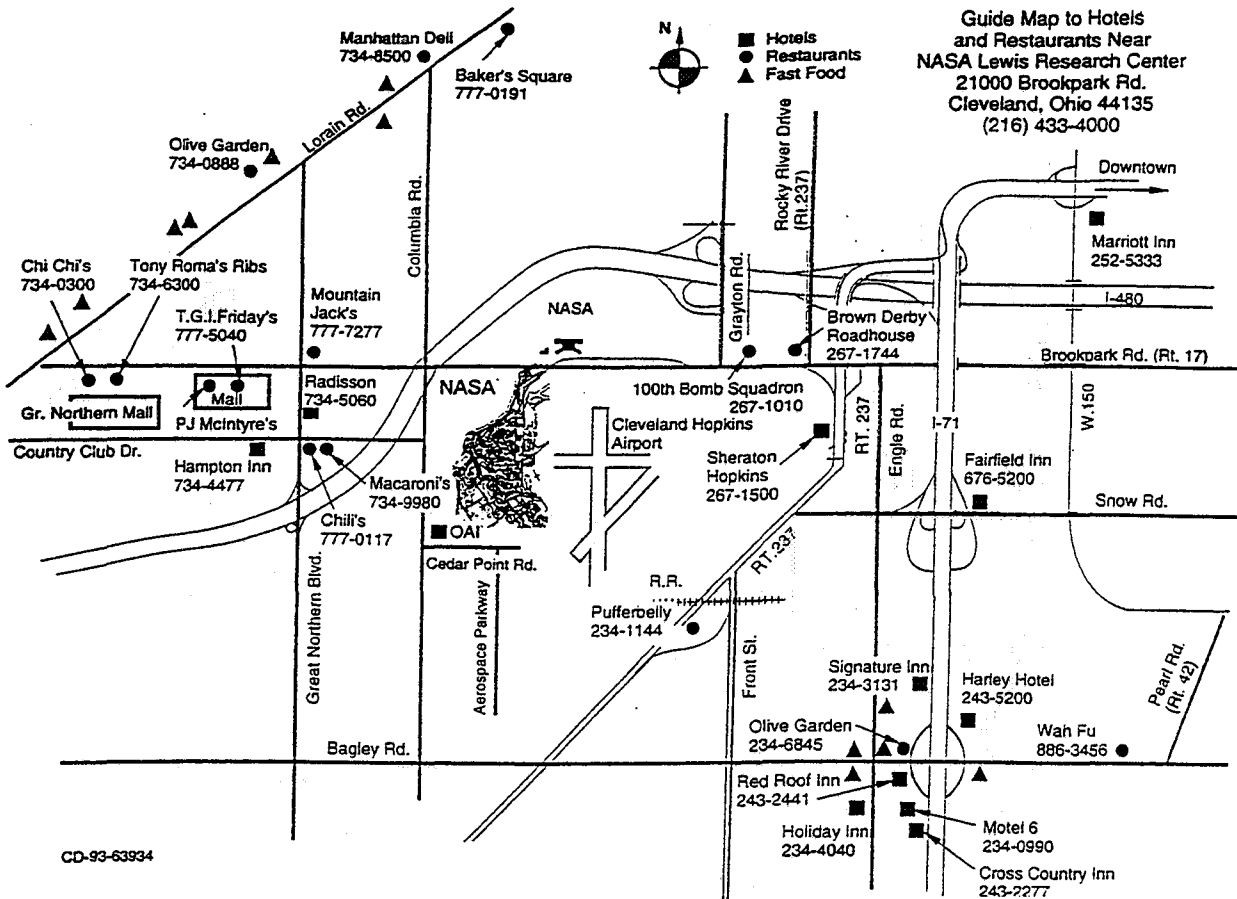 Guide Map to Hotels
and Restaurants Near
NASA Lewis Research Center
21000 Brookpark Rd.
Cleveland, Ohio 44135
(216) 433-4000
N
Hotels
Restaurants
Fast Food
Manhattan Deli
734-8500
Baker's Square
777-0191
Lorain Rd.
Olive Garden
734-0888
Columbia Rd.
Rocky River Drive
(Rt.237)
Downtown
Marriott Inn
252-5333
Chi Chi's
734-0300
Tony Roma's Ribs
734-6300
T.G.I.Friday's
777-5040
Mountain
Jack's
777-7277
NASA
Grayton Rd.
Brown Derby
Roadhouse
267-1744
I-480
Brookpark Rd. (Rt. 17)
Mall
Gr. Northern Mall
PJ McIntyre's
Radisson
734-5060
NASA
100th Bomb Squadron
267-1010
Cleveland Hopkins
Airport
RT. 237
Engle Rd.
I-71
W.150
Country Club Dr.
Hampton Inn
734-4477
Macaroni's
734-9980
Chili's
777-0117
Sheraton
Hopkins
267-1500
Fairfield Inn
676-5200
Snow Rd.
OAI
Cedar Point Rd.
RT.237
R.R.
Pufferbelly
234-1144
Great Northern Blvd.
Aerospace Parkway
Front St.
Signature Inn
234-3131
Harley Hotel
243-5200
Pearl Rd.
(Rt. 42)
Bagley Rd.
Olive Garden
234-6845
Wah Fu
886-3456
Red Roof Inn
243-2441
Holiday Inn
234-4040
Motel 6
234-0990
Cross Country Inn
243-2277
CD-93-63934